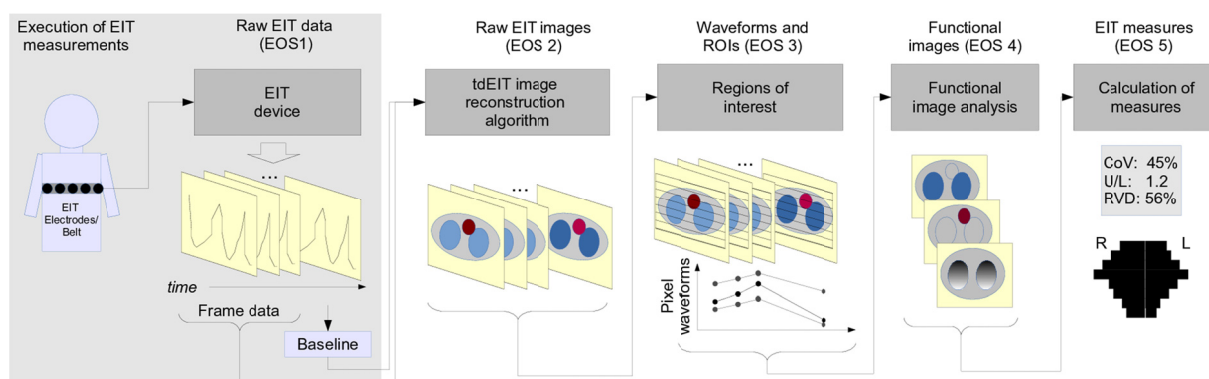 Execution of EIT
measurements
EIT
Electrodes/
Belt
Raw EIT data
(EOS1)
EIT
device
...
time
Frame data
Baseline
Raw EIT images
(EOS 2)
tdEIT image
reconstruction
algorithm
...
Waveforms and
ROIs (EOS 3)
Regions of
interest
...
Pixel
waveforms
Functional
images (EOS 4)
Functional
image analysis
EIT measures
(EOS 5)
Calculation of
measures
CoV: 45%
U/L: 1.2
RVD: 56%
R L